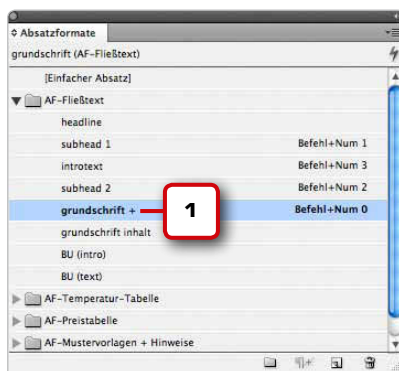 Absatzformate
grundschrift (AF-Fließtext)
[Einfacher Absatz]
AF-Fließtext
headline
subhead 1 Befehl+Num 1
introtext Befehl+Num 3
subhead 2 Befehl+Num 2
grundschrift + 1 Befehl+Num 0
grundschrift inhalt
BU (intro)
BU (text)
AF-Temperatur-Tabelle
AF-Preistabelle
AF-Mustervorlagen + Hinweise